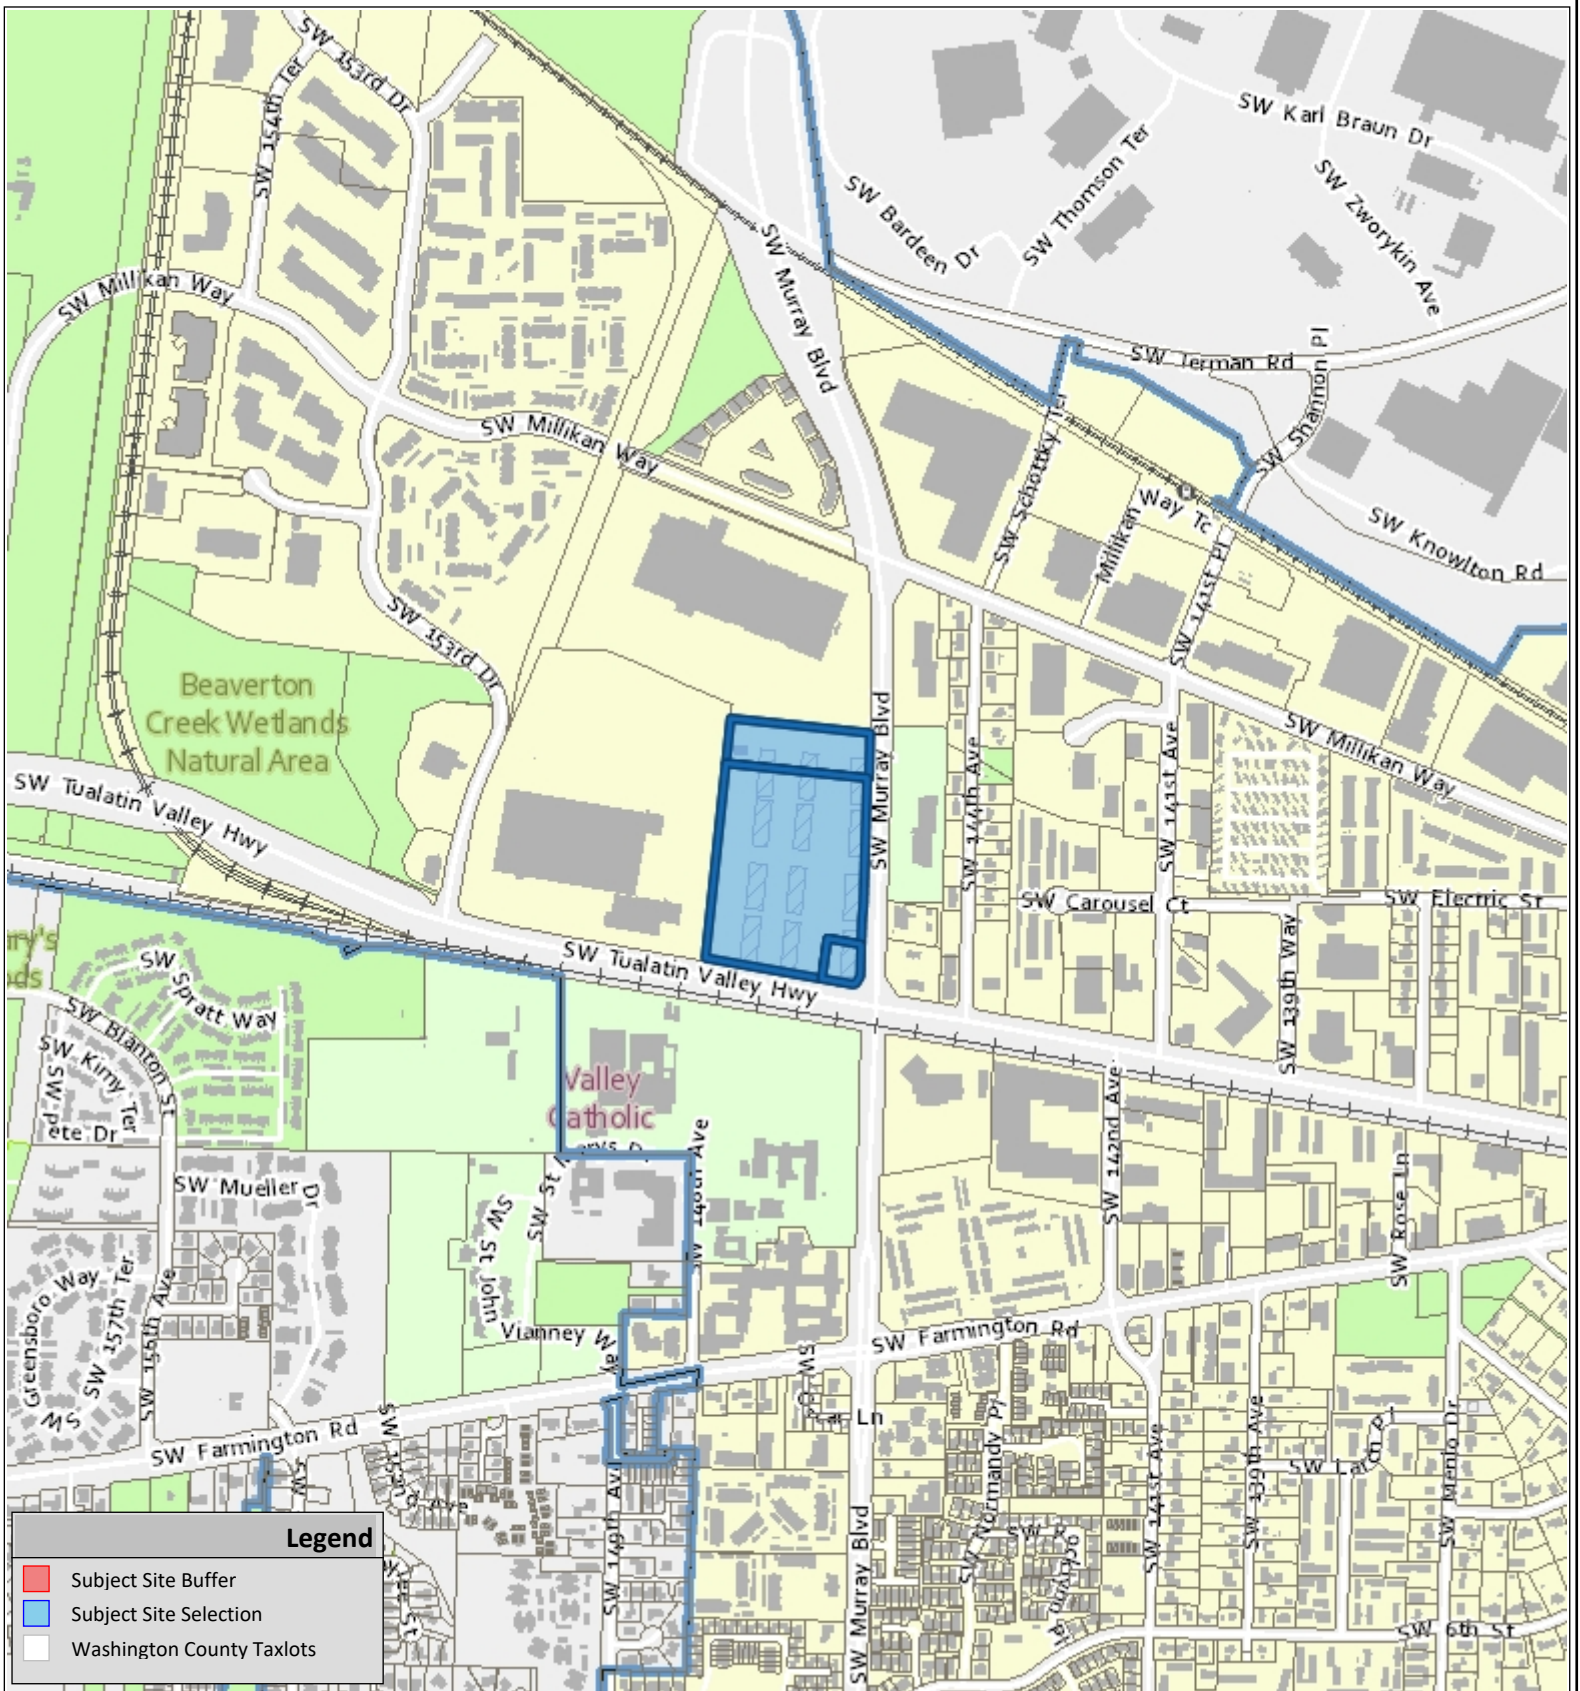 SW 153rd Dr
SW 154th Ter
SW Karl Braun Dr
SW Thomson Ter
SW Zworykin Ave
SW Bardeen Dr
SW Murray Blvd
SW Millikan Way
SW Terman Rd
SW Shannon Pl
SW Millikan Way
SW Schottky Ter
Millikan
Way Tc
SW Knowlton Rd
SW 141st Pl
SW 153rd Dr
Beaverton
Creek Wetlands
Natural Area
SW Murray Blvd
SW 144th Ave
SW 141st Ave
SW Millikan Way
SW Tualatin Valley Hwy
SW Carousel Ct
SW Electric St
SW 139th Way
SW Tualatin Valley Hwy
SW Spratt Way
SW Blanton St
SW Kirry Ter
ete Dr
Valley
Catholic
SW 142nd Ave
SW Rose Ln
SW Mueller Dr
SW St
SW St John
Vianney Way
Greensboro Way
SW 157th Ter
SW 156th Ave
SW
SW Farmington Rd
Ln
SW Farmington Rd
SW
SW 149th Ave
SW Murray Blvd
SW Normandy Pl
SW 141st Ave
SW 139th Ave
SW Larch Pl
SW Menlo Dr
SW 6th St
Legend
Subject Site Buffer
Subject Site Selection
Washington County Taxlots